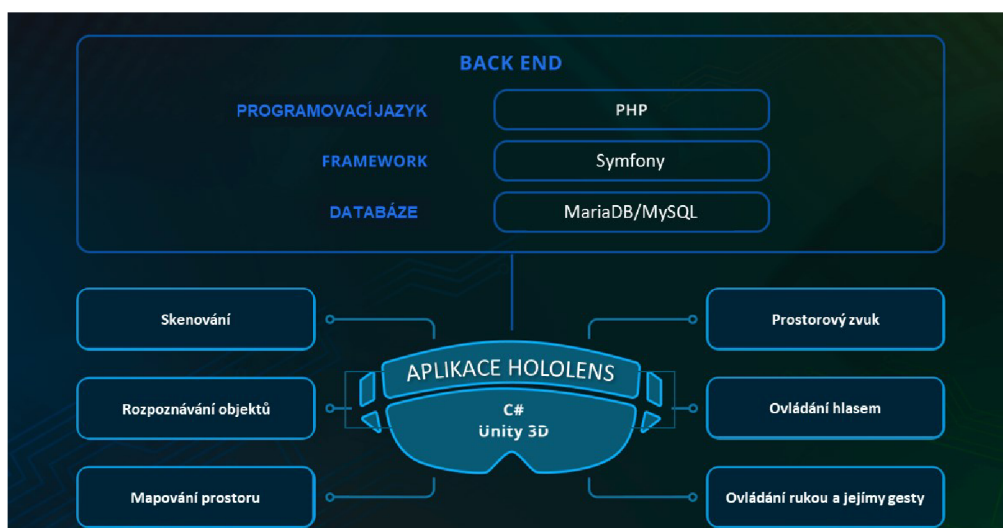 BACK END
PROGRAMOVACÍ JAZYK
PHP
FRAMEWORK
Symfony
DATABÁZE
MariaDB/MySQL
Skenování
Prostorový zvuk
APLIKACE HOLOLENS
Rozpoznávání objektů
C#
Unity 3D
Ovládání hlasem
Mapování prostoru
Ovládání rukou a jejímy gesty